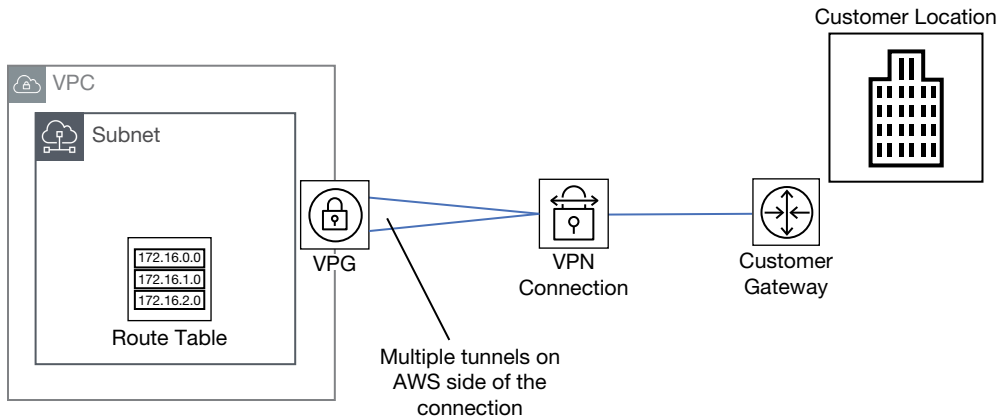 Customer Location
VPC
Subnet
172.16.0.0
172.16.1.0
172.16.2.0
Route Table
VPG
VPN
Connection
Customer
Gateway
Multiple tunnels on
AWS side of the
connection